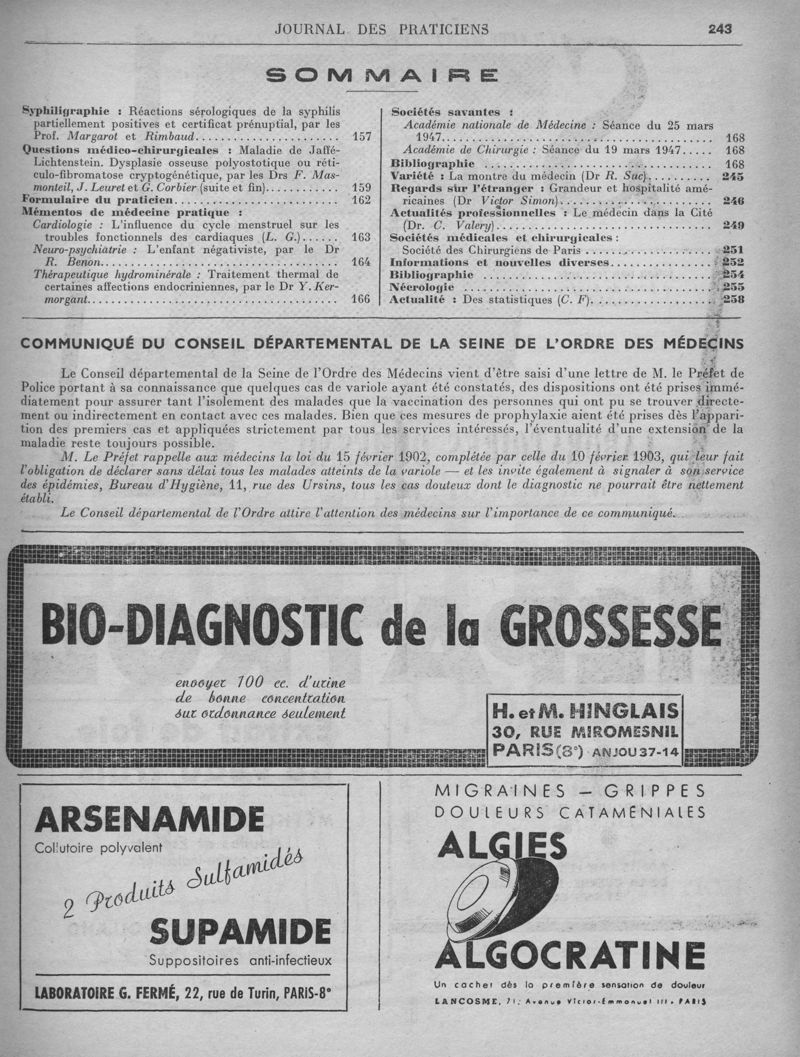 JOURNAL DES PRATICIENS 243
SOMMAIRE
Syphiligraphie : Réactions sérologiques de la syphilis
partiellement positives et certificat prénuptial, par les
Prof. Margarot et Rimbaud........................ 157
Questions médico-chirurgicales : Maladie de Jaffé-
Lichtenstein. Dysplasie osseuse polyostotique ou réti-
culo-fibromatose cryptogénétique, par les Drs F. Mas-
monteil, J. Leuret et G. Corbier (suite et fin)............ 159
Formulaire du praticien........................... 162
Mémentos de médecine pratique :
Cardiologie : L'influence du cycle menstruel sur les
troubles fonctionnels des cardiaques (L. G.)...... 163
Neuro-psychiatrie : L'enfant négativiste, par le Dr
R. Benon........................................ 164
Thérapeutique hydrominérale : Traitement thermal de
certaines affections endocriniennes, par le Dr Y. Ker-
morgant........................................ 166
Sociétés savantes :
Académie nationale de Médecine : Séance du 25 mars
1947............................................ 168
Académie de Chirurgie : Séance du 19 mars 1947..... 168
Bibliographie ...................................... 168
Variété : La montre du médecin (Dr R. Sac).......... 245
Regards sur l'étranger : Grandeur et hospitalité amé-
ricaines (Dr Victor Simon)......................... 246
Actualités professionnelles : Le médecin dans la Cité
(Dr. C. Valery).................................... 249
Sociétés médicales et chirurgicales :
Société des Chirurgiens de Paris ..................... 251
Informations et nouvelles diverses................. 252
Bibliographie ...................................... 254
Nécrologie ........................................ 255
Actualité : Des statistiques (C. F). ................... 258
COMMUNIQUÉ DU CONSEIL DÉPARTEMENTAL DE LA SEINE DE L'ORDRE DES MÉDECINS
Le Conseil départemental de la Seine de l'Ordre des Médecins vient d'être saisi d'une lettre de M. le Préfet de
Police portant à sa connaissance que quelques cas de variole ayant été constatés, des dispositions ont été prises immé-
diatement pour assurer tant l'isolement des malades que la vaccination des personnes qui ont pu se trouver directe-
ment ou indirectement en contact avec ces malades. Bien que ces mesures de prophylaxie aient été prises dès l'appari-
tion des premiers cas et appliquées strictement par tous les services intéressés, l'éventualité d'une extension de la
maladie reste toujours possible.
M. Le Préfet rappelle aux médecins la loi du 15 février 1902, complétée par celle du 10 février 1903, qui leur fait
l'obligation de déclarer sans délai tous les malades atteints de la variole — et les invite également à signaler à son service
des épidémies, Bureau d'Hygiène, 11, rue des Ursins, tous les cas douteux dont le diagnostic ne pourrait être nettement
établi.
Le Conseil départemental de l'Ordre attire l'attention des médecins sur l'importance de ce communiqué.
BIO-DIAGNOSTIC de la GROSSESSE
envoyer 100 cc. d'urine
de bonne concentration
sur ordonnance seulement
H. et M. HINGLAIS
30, RUE MIROMESNIL
PARIS (8e) ANJOU 37-14
ARSENAMIDE
Collutoire polyvalent
2 Produits Sulfamidés
SUPAMIDE
Suppositoires anti-infectieux
LABORATOIRE G. FERMÉ, 22, rue de Turin, PARIS-8e
MIGRAINES — GRIPPES
DOULEURS CATAMÉNIALES
ALGIES
ALGOCRATINE
Un cachet dès la première sensation de douleur
LANCOSME, 71, Avenue Victor-Emmanuel III - PARIS